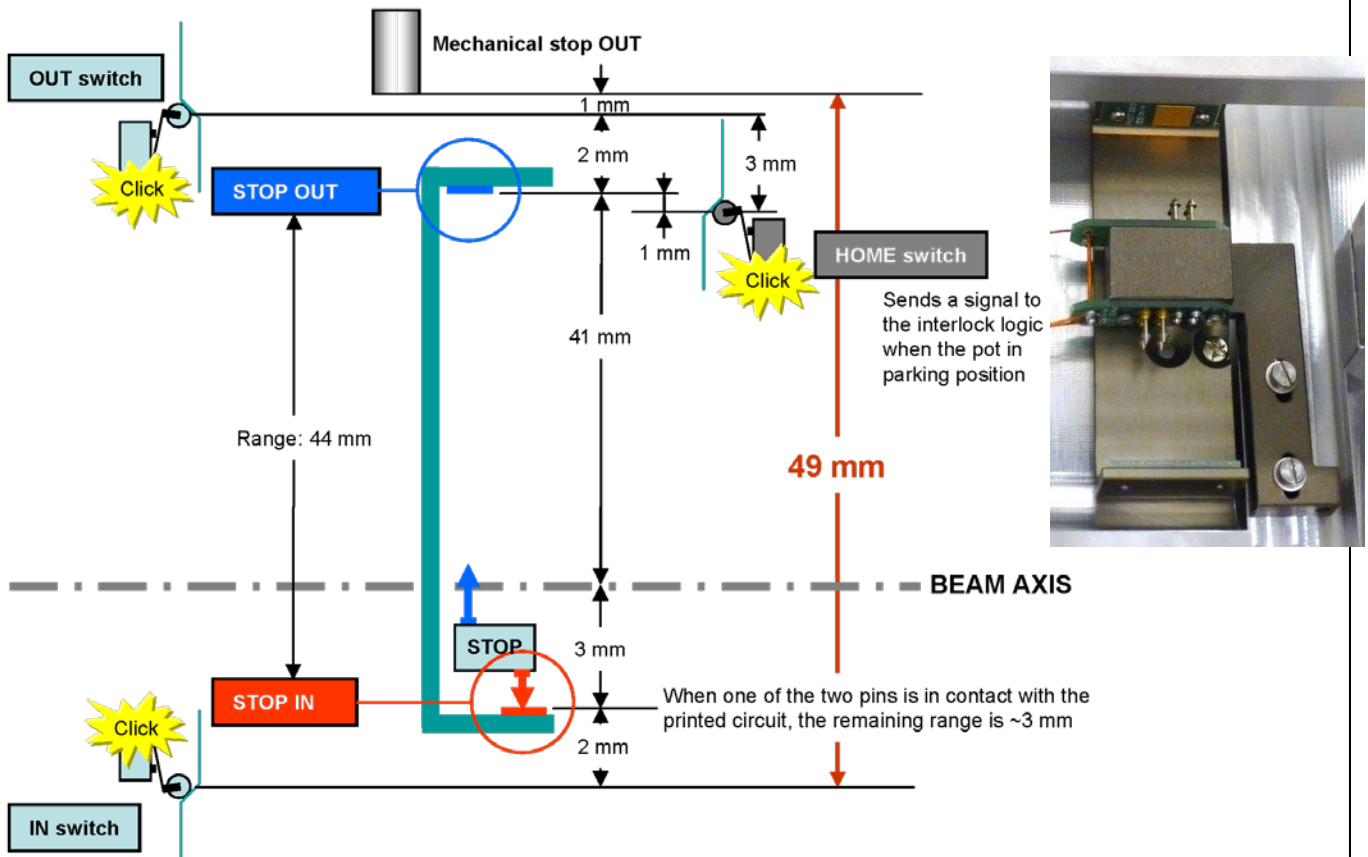 Mechanical stop OUT
OUT switch
1 mm
2 mm
3 mm
Click
STOP OUT
1 mm
HOME switch
Click
Sends a signal to
the interlock logic
when the pot in
parking position
41 mm
Range: 44 mm
49 mm
BEAM AXIS
STOP
3 mm
STOP IN
When one of the two pins is in contact with the
printed circuit, the remaining range is ~3 mm
Click
2 mm
IN switch